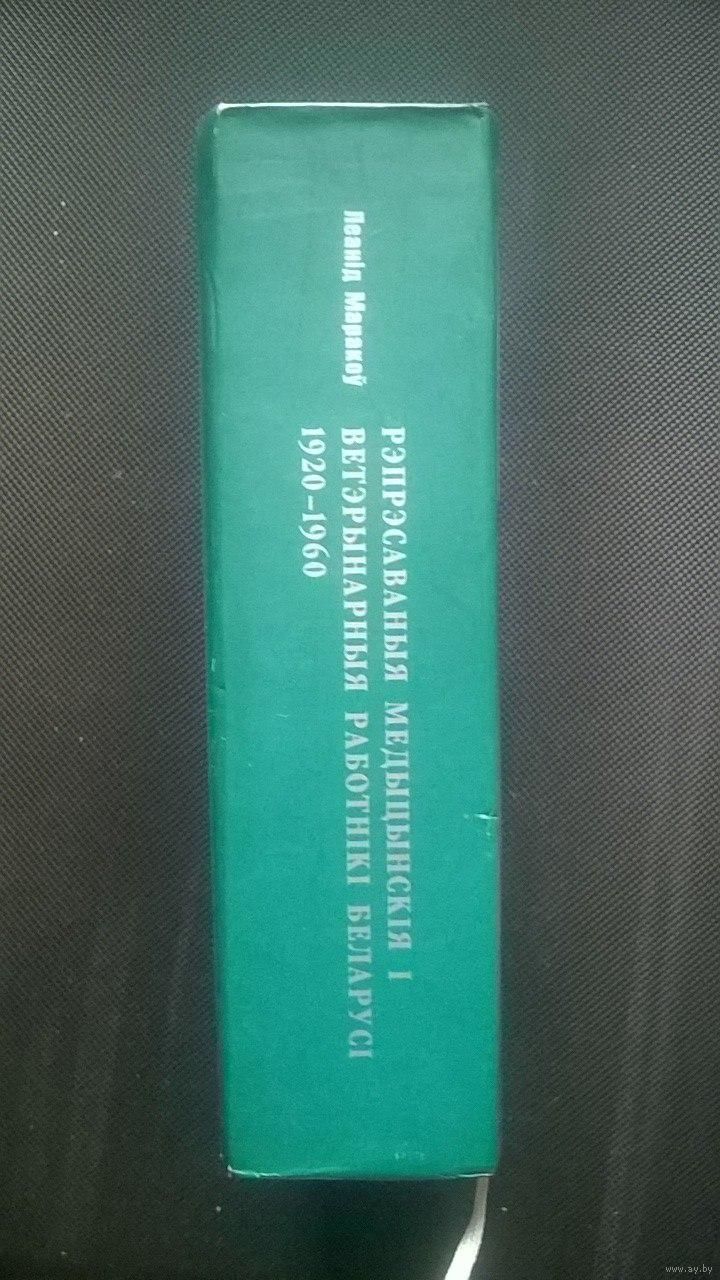 Леанід Маракоў
РЭПРЭСАВАНЫЯ МЕДЫЦЫНСКІЯ І
ВЕТЭРЫНАРНЫЯ РАБОТНІКІ БЕЛАРУСІ
1920–1960
www.ay.by